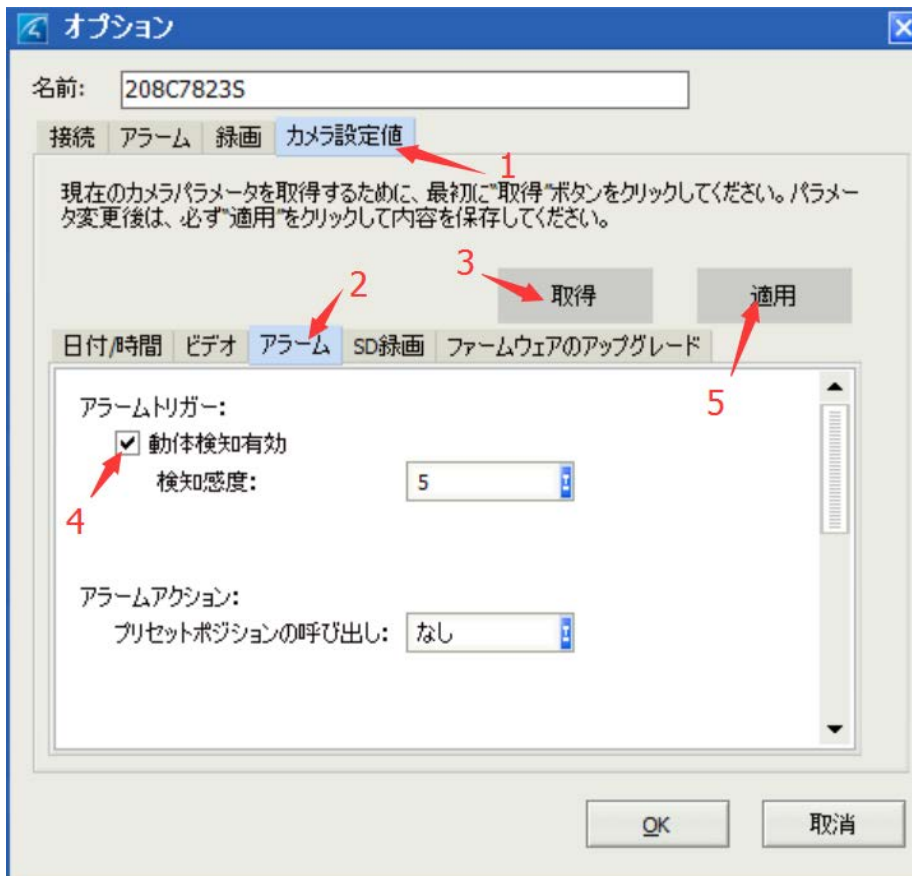 オプション
名前: 208C7823S
接続 アラーム 録画 カメラ設定値
1
現在のカメラパラメータを取得するために、最初に"取得"ボタンをクリックしてください。パラメー
タ変更後は、必ず"適用"をクリックして内容を保存してください。
2 3
取得 適用
日付/時間 ビデオ アラーム SD録画 ファームウェアのアップグレード
5
アラームトリガー:
動体検知有効
検知感度: 5
4
アラームアクション:
プリセットポジションの呼び出し: なし
OK 取消